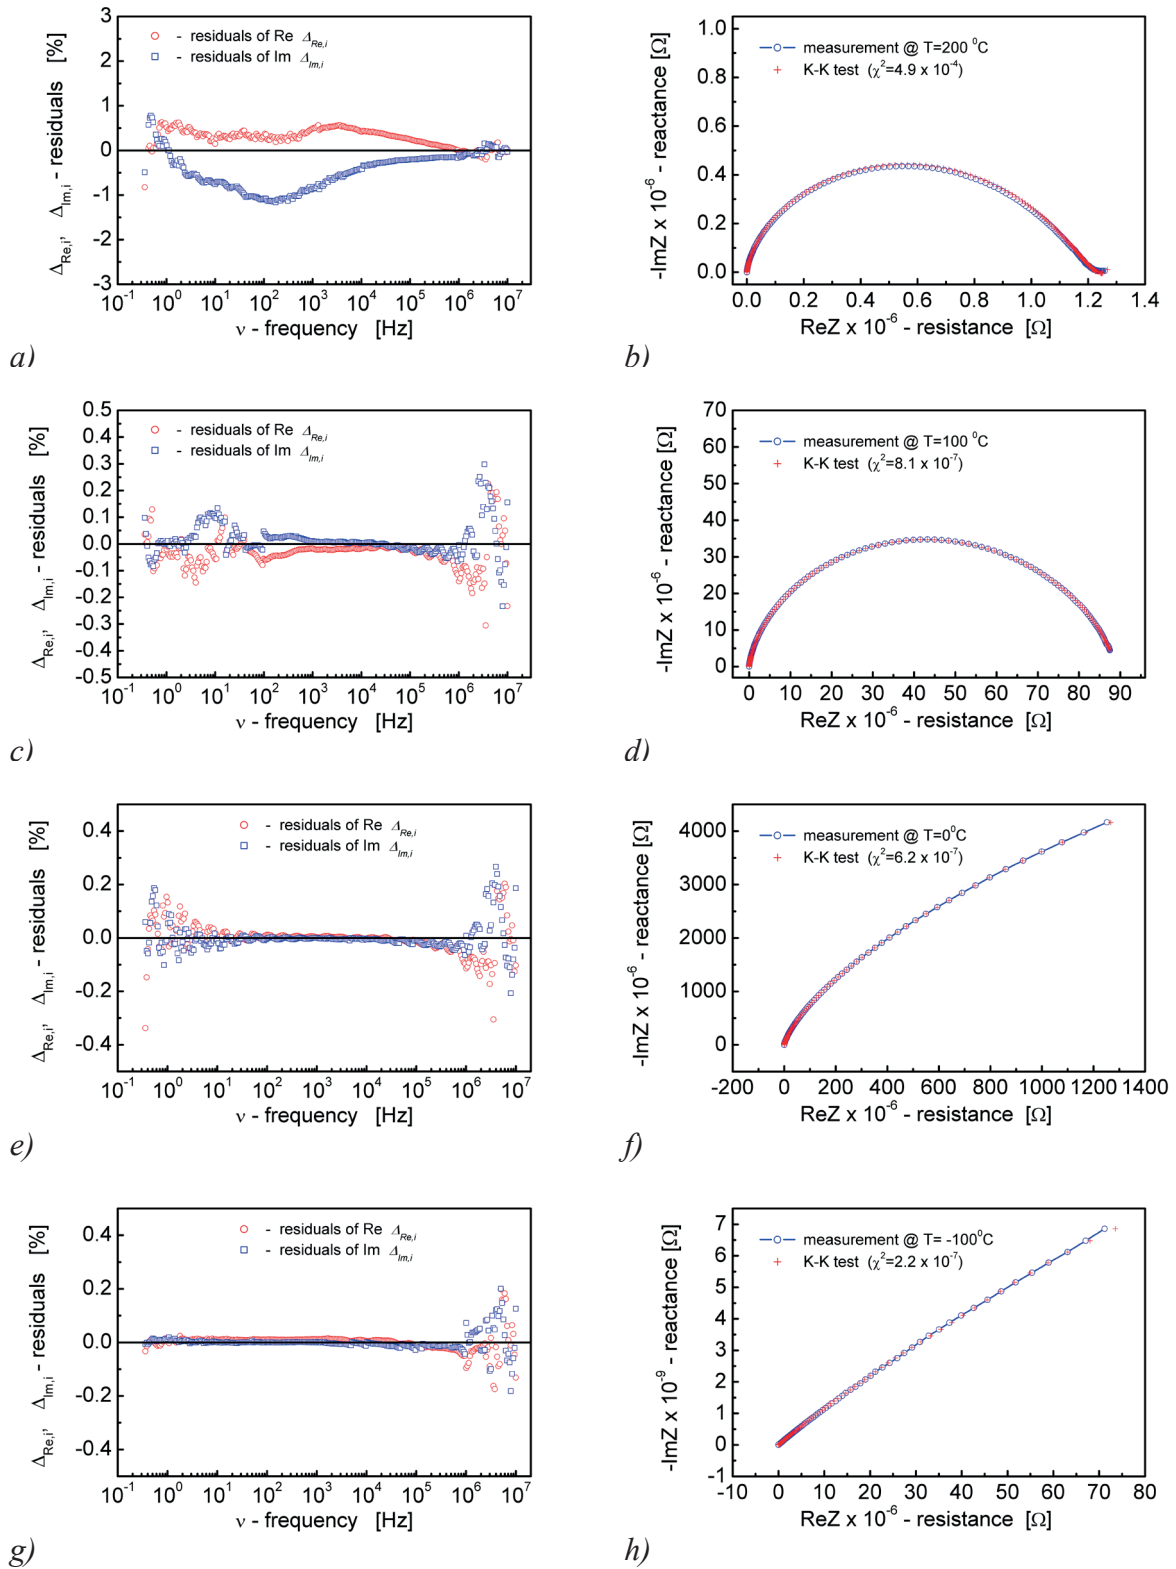 3
2
1
0
-1
-2
-3
Δ_Re,i, Δ_Im,i - residuals [%]
- residuals of Re Δ_Re,i
- residuals of Im Δ_Im,i
10^-1 10^0 10^1 10^2 10^3 10^4 10^5 10^6 10^7
ν - frequency [Hz]
a)
1.0
0.8
0.6
0.4
0.2
0.0
-ImZ x 10^-6 - reactance [Ω]
measurement @ T=200 ^0C
K-K test (χ^2=4.9 x 10^-4)
0.0 0.2 0.4 0.6 0.8 1.0 1.2 1.4
ReZ x 10^-6 - resistance [Ω]
b)
0.5
0.4
0.3
0.2
0.1
0.0
-0.1
-0.2
-0.3
-0.4
-0.5
Δ_Re,i, Δ_Im,i - residuals [%]
- residuals of Re Δ_Re,i
- residuals of Im Δ_Im,i
10^-1 10^0 10^1 10^2 10^3 10^4 10^5 10^6 10^7
ν - frequency [Hz]
c)
70
60
50
40
30
20
10
0
-ImZ x 10^-6 - reactance [Ω]
measurement @ T=100 ^0C
K-K test (χ^2=8.1 x 10^-7)
0 10 20 30 40 50 60 70 80 90
ReZ x 10^-6 - resistance [Ω]
d)
0.4
0.2
0.0
-0.2
-0.4
Δ_Re,i, Δ_Im,i - residuals [%]
- residuals of Re Δ_Re,i
- residuals of Im Δ_Im,i
10^-1 10^0 10^1 10^2 10^3 10^4 10^5 10^6 10^7
ν - frequency [Hz]
e)
4000
3000
2000
1000
0
-ImZ x 10^-6 - reactance [Ω]
measurement @ T=0^0C
K-K test (χ^2=6.2 x 10^-7)
-200 0 200 400 600 800 1000 1200 1400
ReZ x 10^-6 - resistance [Ω]
f)
0.4
0.2
0.0
-0.2
-0.4
Δ_Re,i, Δ_Im,i - residuals [%]
- residuals of Re Δ_Re,i
- residuals of Im Δ_Im,i
10^-1 10^0 10^1 10^2 10^3 10^4 10^5 10^6 10^7
ν - frequency [Hz]
g)
7
6
5
4
3
2
1
0
-1
-ImZ x 10^-9 - reactance [Ω]
measurement @ T= -100^0C
K-K test (χ^2=2.2 x 10^-7)
-10 0 10 20 30 40 50 60 70 80
ReZ x 10^-6 - resistance [Ω]
h)